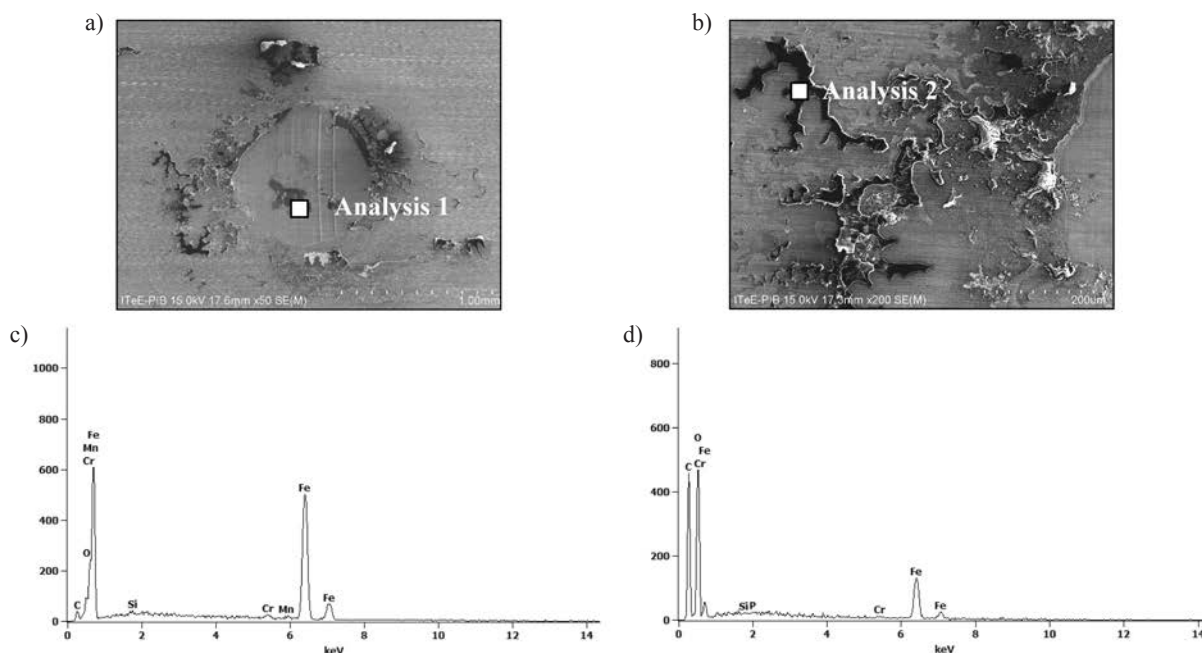 a)
b)
Analysis 1
Analysis 2
ITeE-PiB 15.0kV 17.6mm x50 SE(M)
1.00mm
ITeE-PiB 15.0kV 17.3mm x200 SE(M)
200um
c)
d)
1000
800
600
400
200
0
Fe
Mn
Cr
O
C
Si
Cr
Mn
Fe
Fe
0
2
4
6
8
10
12
14
keV
800
600
400
200
0
O
Fe
C
Cr
SiP
Cr
Fe
Fe
0
2
4
6
8
10
12
14
keV